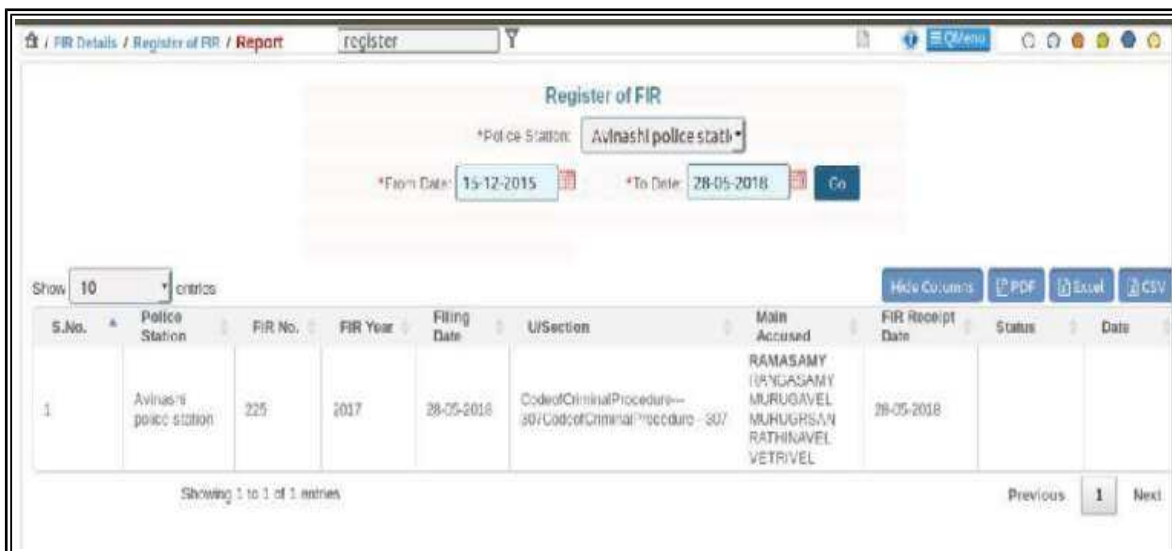 / FIR Details / Register of FIR / Report register QMenu
Register of FIR
*Police Station: Avinashi police stati
*From Date: 15-12-2015 *To Date: 28-05-2018 Go
Show 10 entries Hide Columns PDF Excel CSV
S.No. Police Station FIR No. FIR Year Filing Date U/Section Main Accused FIR Receipt Date Status Date
1 Avinashi police station 225 2017 28-05-2018 CodeofCriminalProcedure--- 307CodeofCriminalProcedure - 307 RAMASAMY 28-05-2018
RANGASAMY
MURUGAVEL
RATHINAVEL
VETRIVEL
Showing 1 to 1 of 1 entries Previous 1 Next